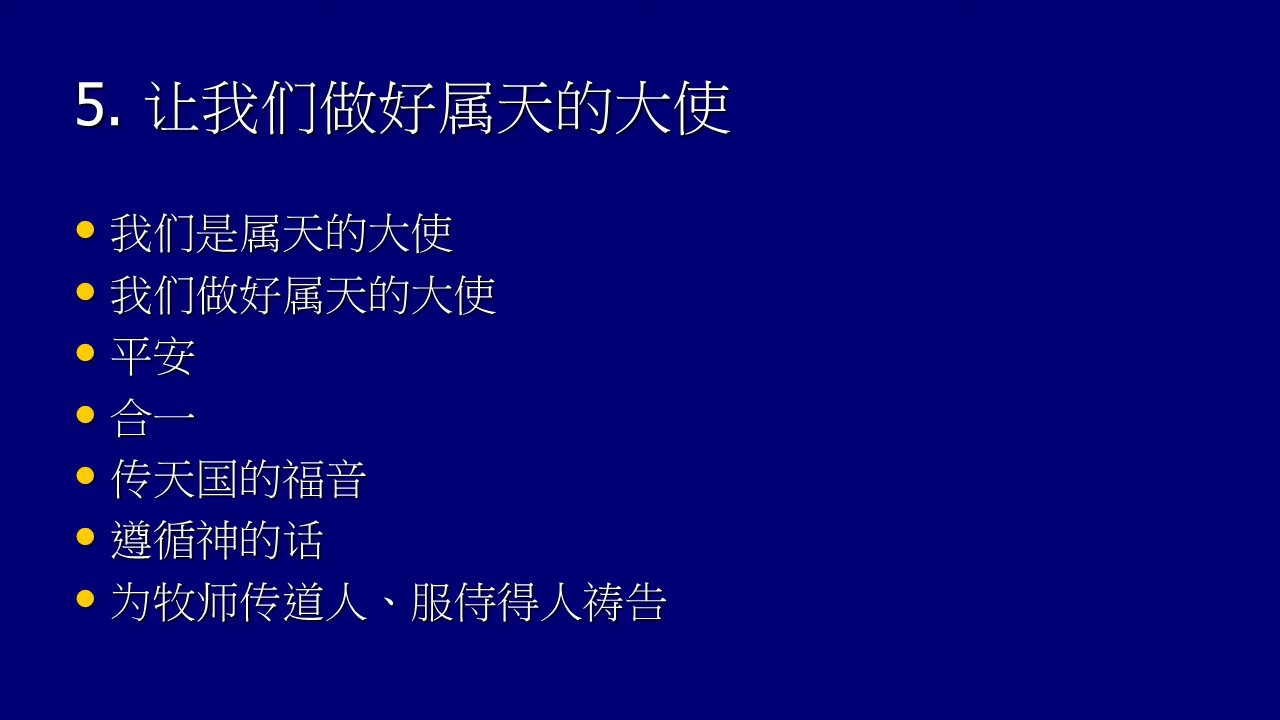 5. 让我们做好属天的大使
• 我们是属天的大使
• 我们做好属天的大使
• 平安
• 合一
• 传天国的福音
• 遵循神的话
• 为牧师传道人、服侍得人祷告